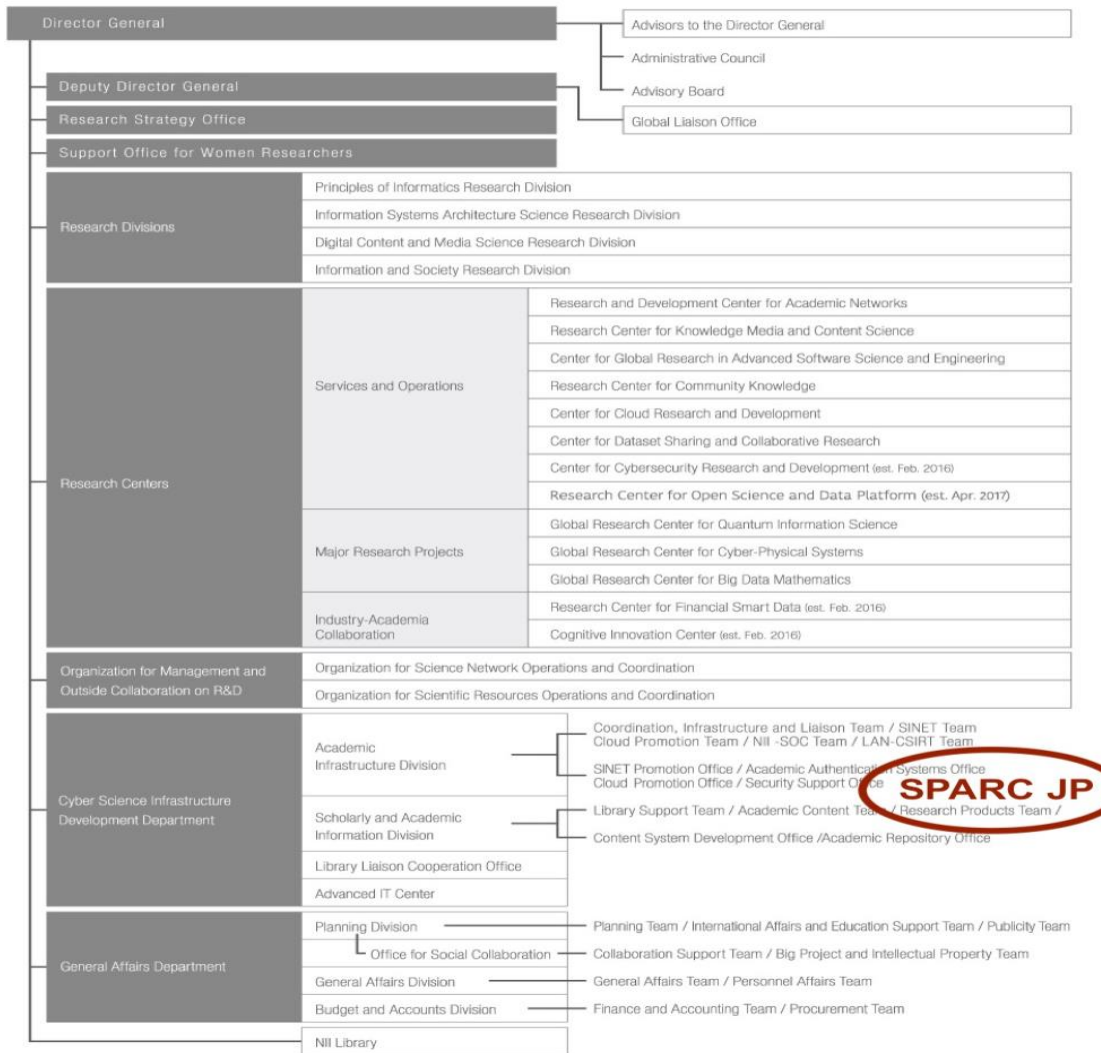 Director General
Advisors to the Director General
Administrative Council
Advisory Board
Deputy Director General
Global Liaison Office
Research Strategy Office
Support Office for Women Researchers
Research Divisions
Principles of Informatics Research Division
Information Systems Architecture Science Research Division
Digital Content and Media Science Research Division
Information and Society Research Division
Research Centers
Services and Operations
Research and Development Center for Academic Networks
Research Center for Knowledge Media and Content Science
Center for Global Research in Advanced Software Science and Engineering
Research Center for Community Knowledge
Center for Cloud Research and Development
Center for Dataset Sharing and Collaborative Research
Center for Cybersecurity Research and Development (est. Feb. 2016)
Research Center for Open Science and Data Platform (est. Apr. 2017)
Major Research Projects
Global Research Center for Quantum Information Science
Global Research Center for Cyber-Physical Systems
Global Research Center for Big Data Mathematics
Industry-Academia
Collaboration
Research Center for Financial Smart Data (est. Feb. 2016)
Cognitive Innovation Center (est. Feb. 2016)
Organization for Management and
Outside Collaboration on R&D
Organization for Science Network Operations and Coordination
Organization for Scientific Resources Operations and Coordination
Cyber Science Infrastructure
Development Department
Academic
Infrastructure Division
Coordination, Infrastructure and Liaison Team / SINET Team
Cloud Promotion Team / NII -SOC Team / LAN-CSIRT Team
SINET Promotion Office / Academic Authentication Systems Office
Cloud Promotion Office / Security Support Office
SPARC JP
Scholarly and Academic
Information Division
Library Support Team / Academic Content Team / Research Products Team /
Content System Development Office /Academic Repository Office
Library Liaison Cooperation Office
Advanced IT Center
General Affairs Department
Planning Division
Planning Team / International Affairs and Education Support Team / Publicity Team
Office for Social Collaboration
Collaboration Support Team / Big Project and Intellectual Property Team
General Affairs Division
General Affairs Team / Personnel Affairs Team
Budget and Accounts Division
Finance and Accounting Team / Procurement Team
NII Library